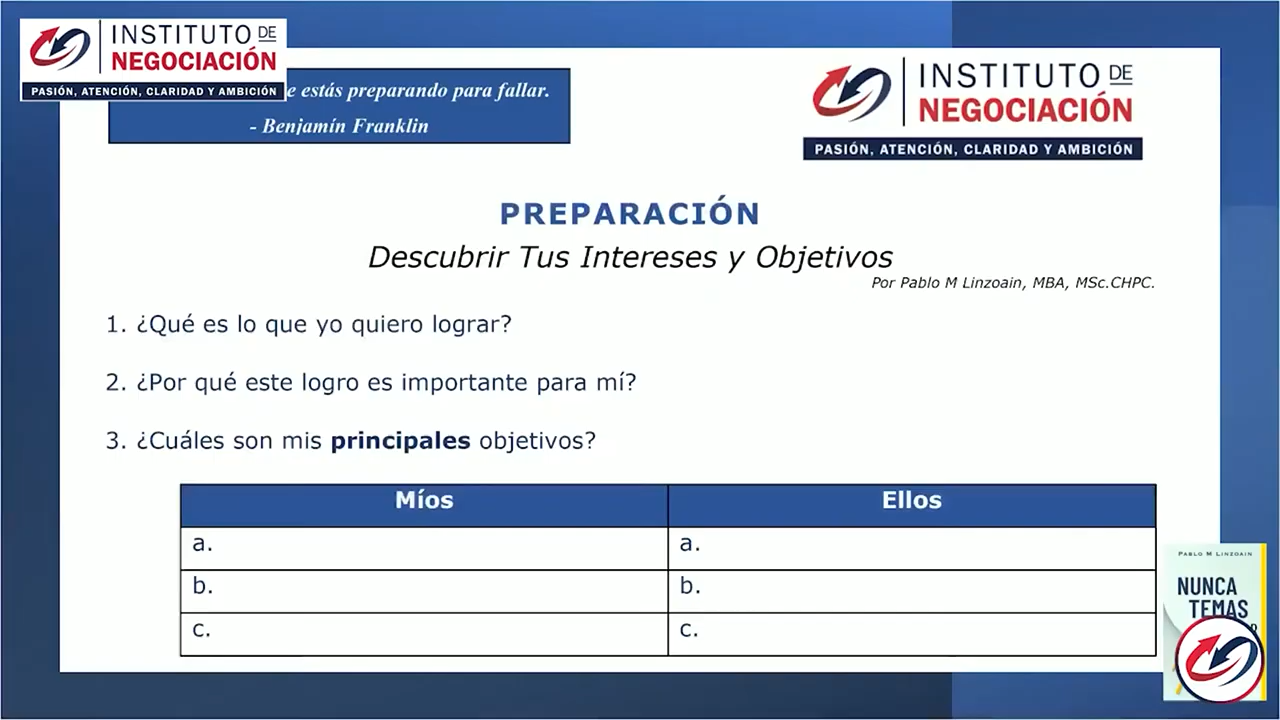 INSTITUTO DE
NEGOCIACIÓN
PASIÓN, ATENCIÓN, CLARIDAD Y AMBICIÓN
e estás preparando para fallar.
- Benjamín Franklin
INSTITUTO DE
NEGOCIACIÓN
PASIÓN, ATENCIÓN, CLARIDAD Y AMBICIÓN
PREPARACIÓN
Descubrir Tus Intereses y Objetivos
Por Pablo M Linzoain, MBA, MSc.CHPC.
1. ¿Qué es lo que yo quiero lograr?
2. ¿Por qué este logro es importante para mí?
3. ¿Cuáles son mis principales objetivos?
Míos Ellos
a. a.
b. b.
c. c.
PABLO M LINZOAIN
NUNCA
TEMAS